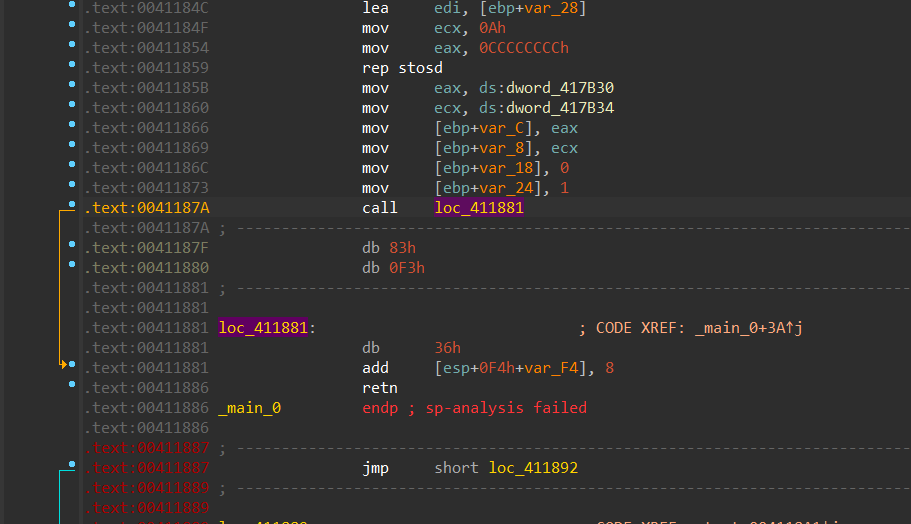 .text:0041184C lea edi, [ebp+var_28]
.text:0041184F mov ecx, 0Ah
.text:00411854 mov eax, 0CCCCCCCCh
.text:00411859 rep stosd
.text:0041185B mov eax, ds:dword_417B30
.text:00411860 mov ecx, ds:dword_417B34
.text:00411866 mov [ebp+var_C], eax
.text:00411869 mov [ebp+var_8], ecx
.text:0041186C mov [ebp+var_18], 0
.text:00411873 mov [ebp+var_24], 1
.text:0041187A call loc_411881
.text:0041187A ; ---------------------------------------------------------------------------
.text:0041187F db 83h
.text:00411880 db 0F3h
.text:00411881 ; ---------------------------------------------------------------------------
.text:00411881
.text:00411881 loc_411881: ; CODE XREF: _main_0+3A↑j
.text:00411881 db 36h
.text:00411881 add [esp+0F4h+var_F4], 8
.text:00411886 retn
.text:00411886 _main_0 endp ; sp-analysis failed
.text:00411886
.text:00411887 ; ---------------------------------------------------------------------------
.text:00411887 jmp short loc_411892
.text:00411889 ; ---------------------------------------------------------------------------
.text:00411889